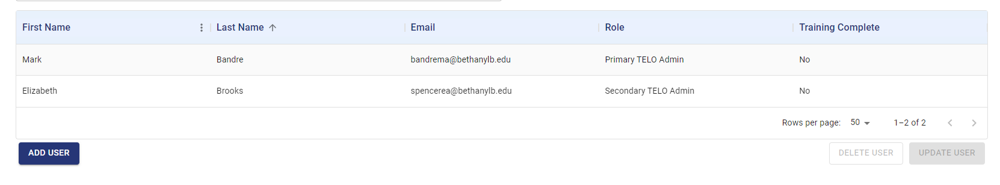 First Name Last Name Email Role Training Complete
Mark Bandre bandrema@bethanylb.edu Primary TELO Admin No
Elizabeth Brooks spencerea@bethanylb.edu Secondary TELO Admin No
Rows per page: 50 1–2 of 2
ADD USER DELETE USER UPDATE USER